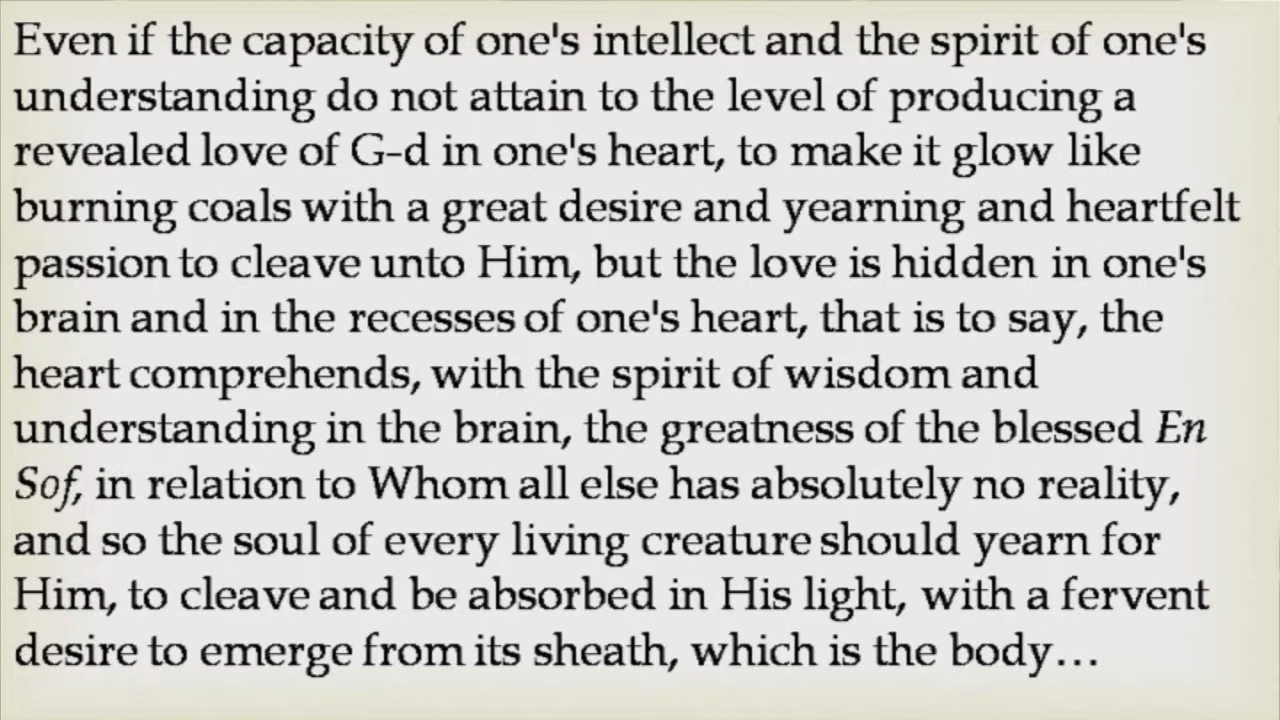 Even if the capacity of one's intellect and the spirit of one's
understanding do not attain to the level of producing a
revealed love of G-d in one's heart, to make it glow like
burning coals with a great desire and yearning and heartfelt
passion to cleave unto Him, but the love is hidden in one's
brain and in the recesses of one's heart, that is to say, the
heart comprehends, with the spirit of wisdom and
understanding in the brain, the greatness of the blessed En
Sof, in relation to Whom all else has absolutely no reality,
and so the soul of every living creature should yearn for
Him, to cleave and be absorbed in His light, with a fervent
desire to emerge from its sheath, which is the body…